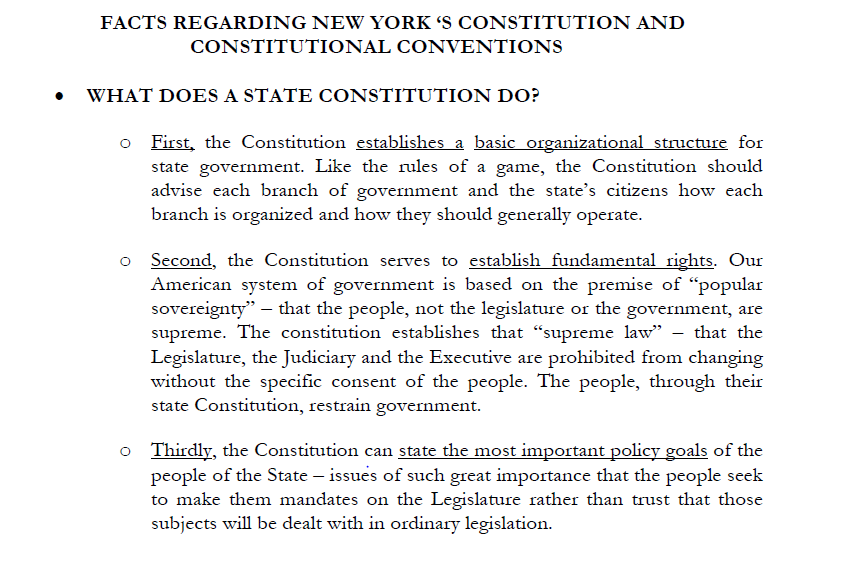 FACTS REGARDING NEW YORK ‘S CONSTITUTION AND
CONSTITUTIONAL CONVENTIONS
• WHAT DOES A STATE CONSTITUTION DO?
o First, the Constitution establishes a basic organizational structure for
state government. Like the rules of a game, the Constitution should
advise each branch of government and the state’s citizens how each
branch is organized and how they should generally operate.
o Second, the Constitution serves to establish fundamental rights. Our
American system of government is based on the premise of “popular
sovereignty” – that the people, not the legislature or the government, are
supreme. The constitution establishes that “supreme law” – that the
Legislature, the Judiciary and the Executive are prohibited from changing
without the specific consent of the people. The people, through their
state Constitution, restrain government.
o Thirdly, the Constitution can state the most important policy goals of the
people of the State – issues of such great importance that the people seek
to make them mandates on the Legislature rather than trust that those
subjects will be dealt with in ordinary legislation.